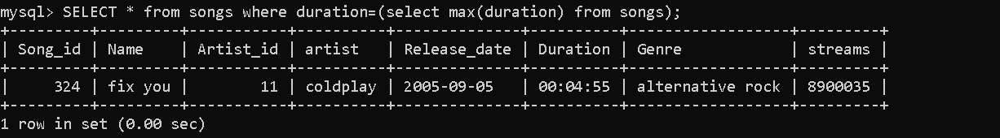 mysql> SELECT * from songs where duration=(select max(duration) from songs);
+---------+---------+-----------+----------+--------------+----------+------------------+---------+
| Song_id | Name    | Artist_id | artist   | Release_date | Duration | Genre            | streams |
+---------+---------+-----------+----------+--------------+----------+------------------+---------+
|     324 | fix you |        11 | coldplay | 2005-09-05   | 00:04:55 | alternative rock | 8900035 |
+---------+---------+-----------+----------+--------------+----------+------------------+---------+
1 row in set (0.00 sec)